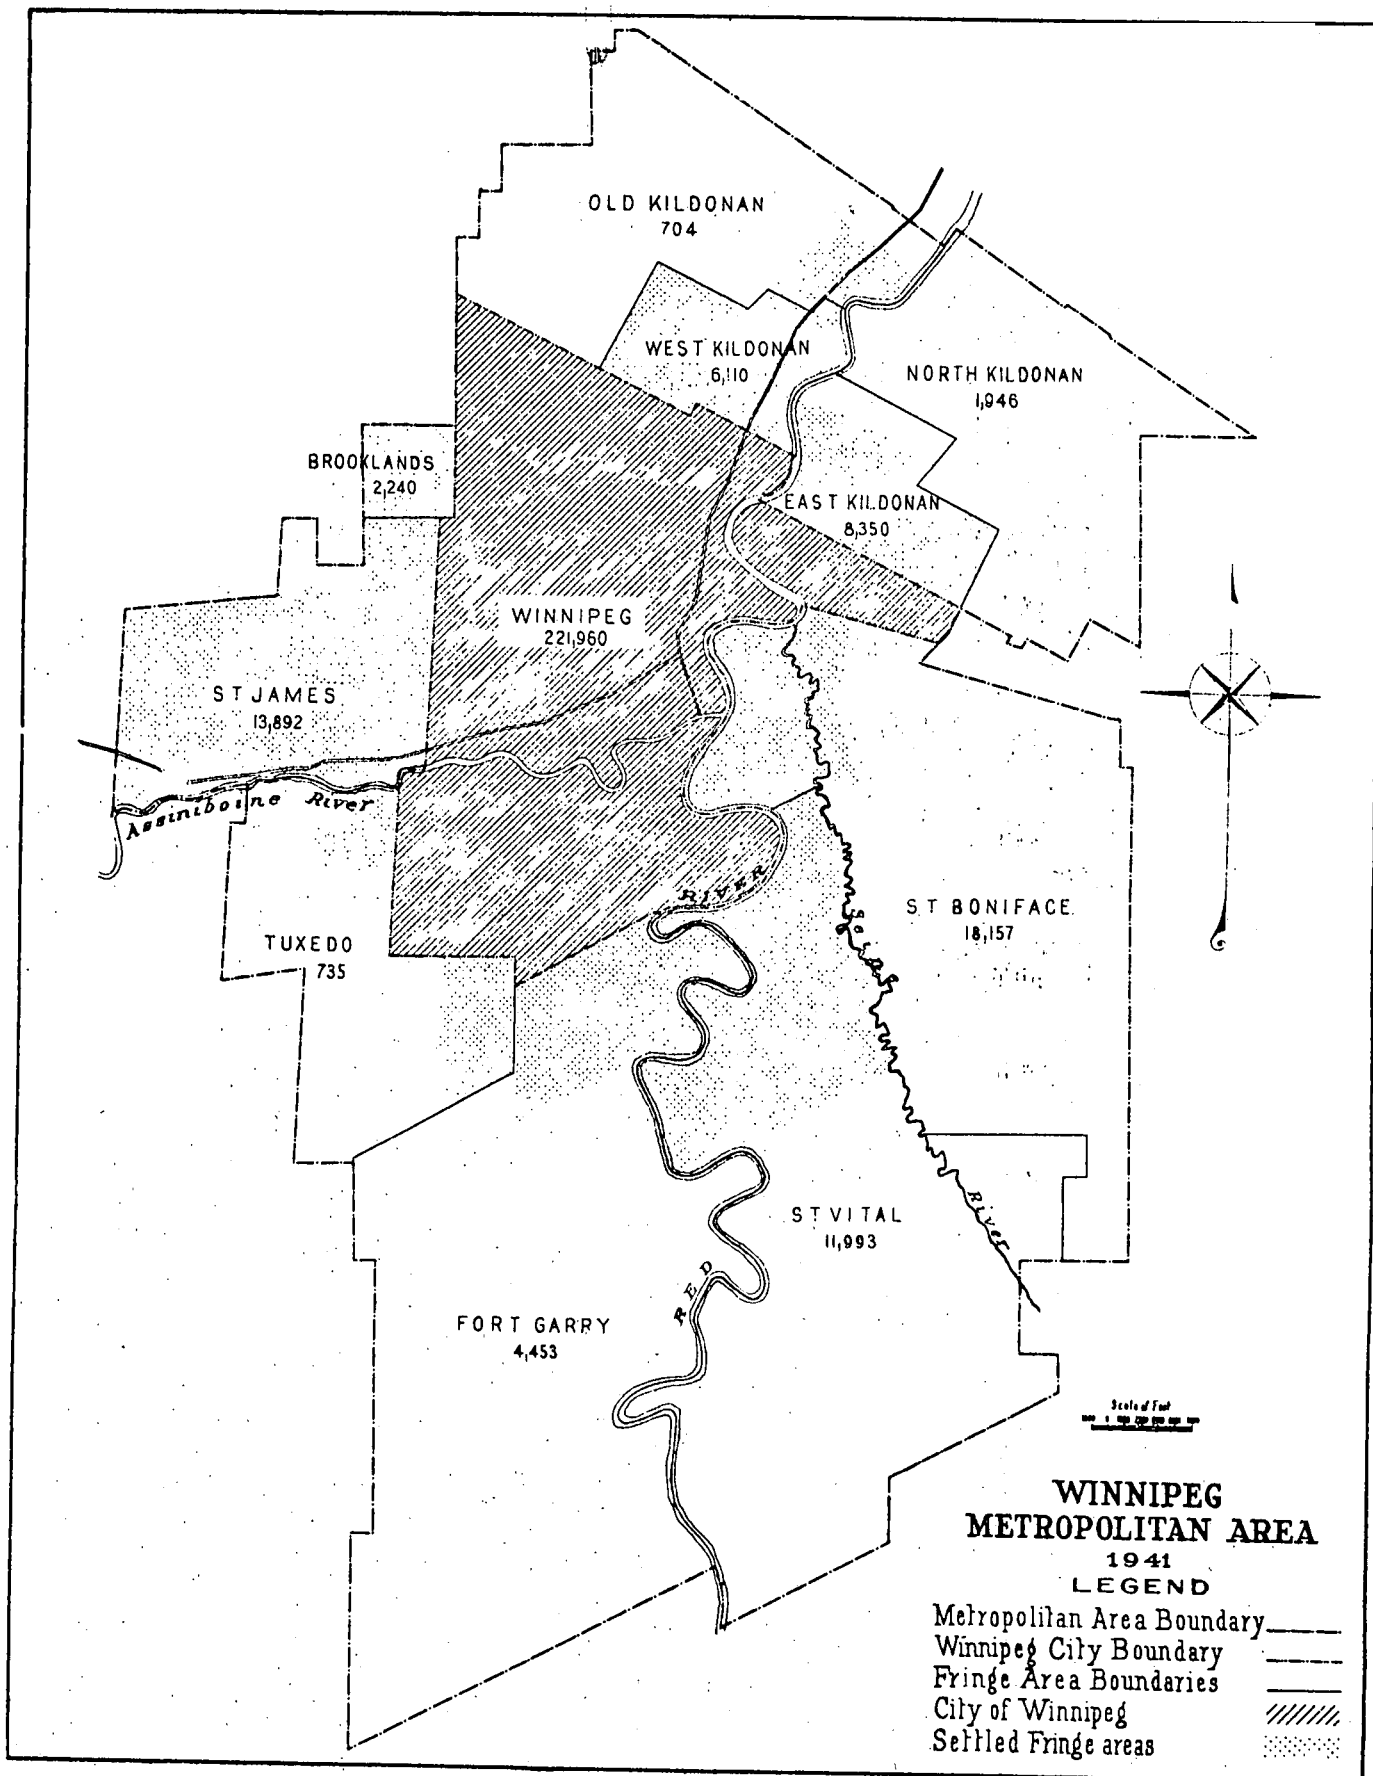 OLD KILDONAN
704
WEST KILDONAN
6,110
NORTH KILDONAN
1,946
BROOKLANDS
2,240
EAST KILDONAN
8,350
WINNIPEG
221,960
ST JAMES
13,892
Assiniboine River
RIVER
ST BONIFACE
18,157
Seine
TUXEDO
735
River
ST VITAL
11,993
RED
FORT GARRY
4,453
Scale of Feet
WINNIPEG
METROPOLITAN AREA
1941
LEGEND
Metropolitan Area Boundary
Winnipeg City Boundary
Fringe Area Boundaries
City of Winnipeg
Settled Fringe areas